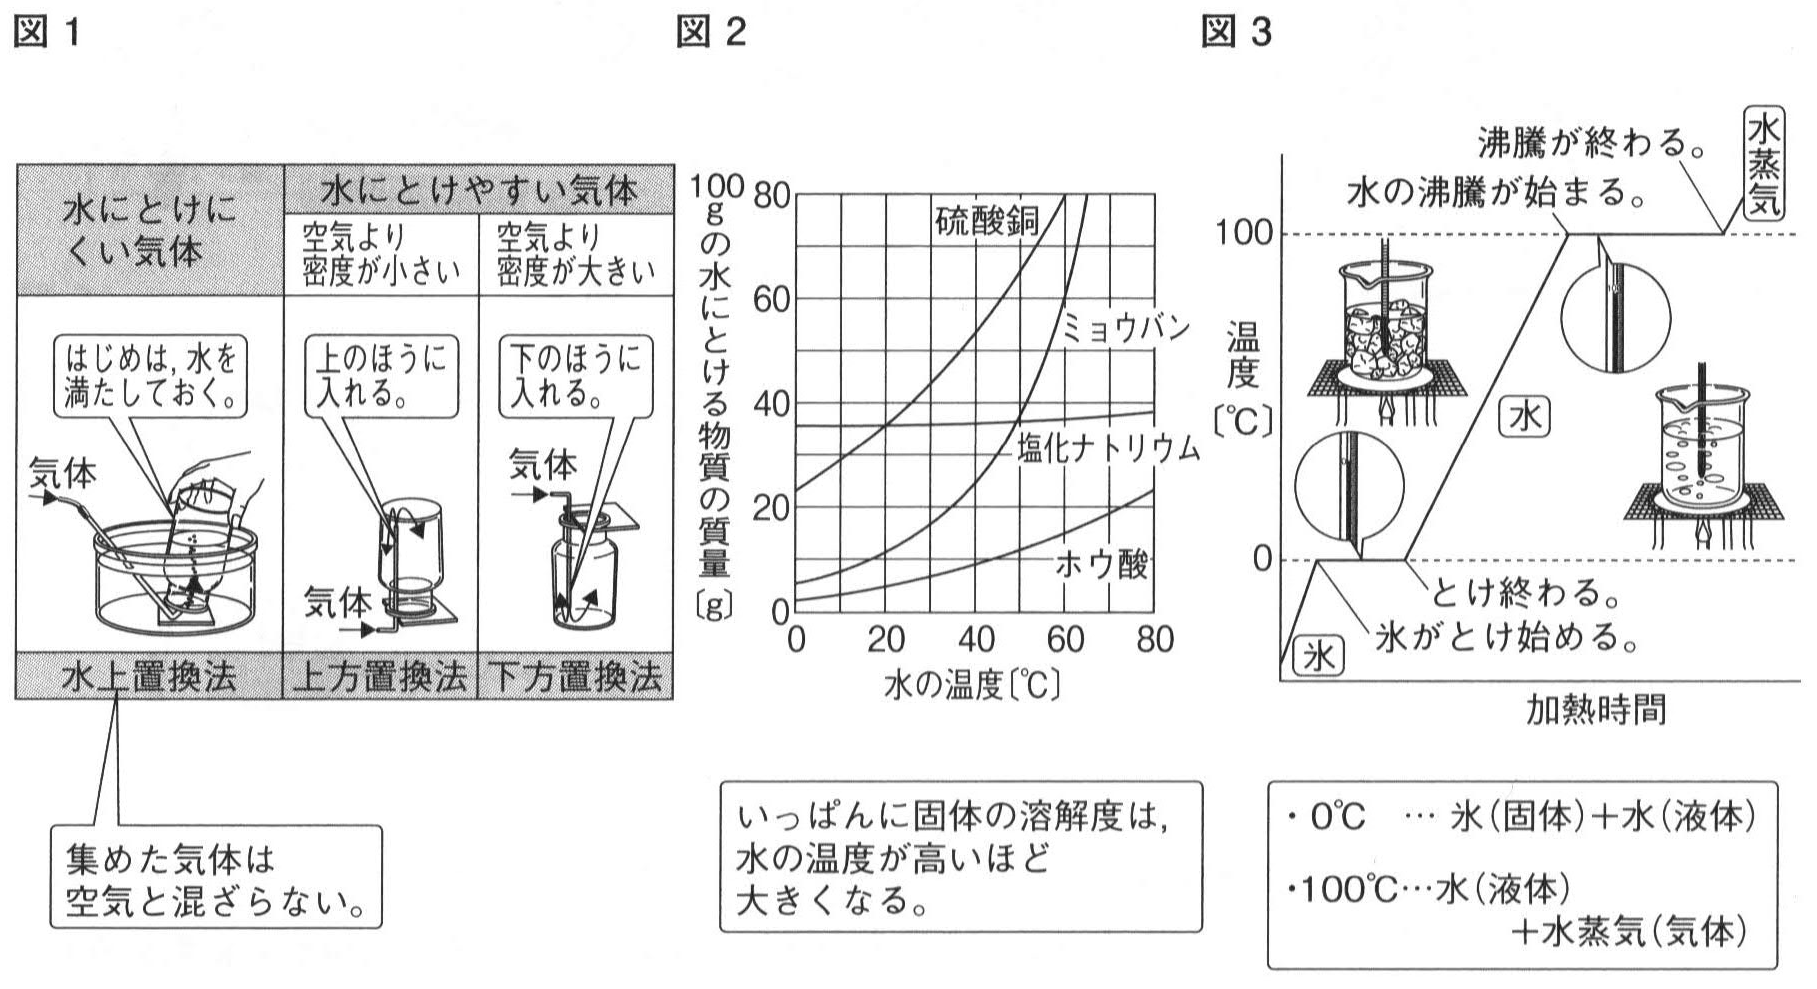 図1
水にとけに
くい気体
水にとけやすい気体
空気より
密度が小さい
空気より
密度が大きい
はじめは，水を
満たしておく。
気体
上のほうに
入れる。
気体
下のほうに
入れる。
気体
水上置換法
上方置換法
下方置換法
集めた気体は
空気と混ざらない。
図2
100gの水にとける物質の質量〔g〕
80
60
40
20
0
硫酸銅
ミョウバン
塩化ナトリウム
ホウ酸
0 20 40 60 80
水の温度〔℃〕
いっぱんに固体の溶解度は，
水の温度が高いほど
大きくなる。
図3
沸騰が終わる。
水蒸気
水の沸騰が始まる。
100
温度〔℃〕
水
0
とけ終わる。
氷がとけ始める。
氷
加熱時間
・0℃ … 氷（固体）＋水（液体）
・100℃…水（液体）
＋水蒸気（気体）